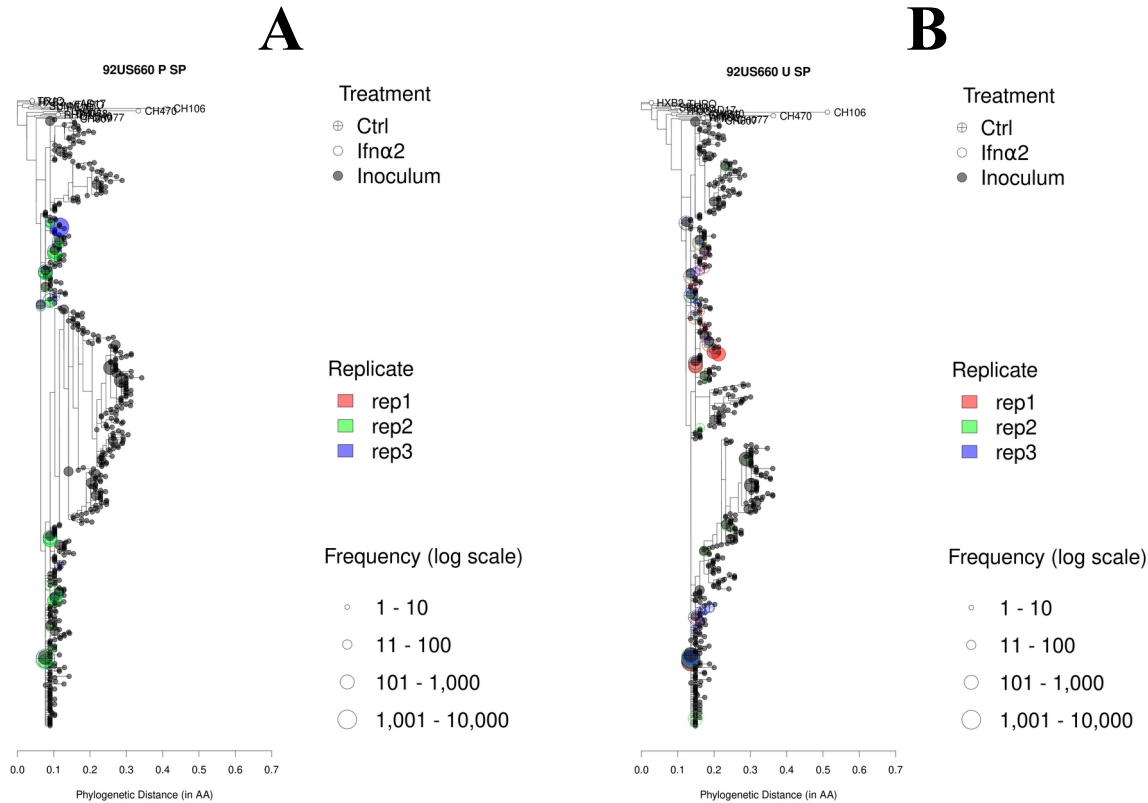 A
92US660 P SP
CH106
CH470
Treatment
Ctrl
Ifnα2
Inoculum
Replicate
rep1
rep2
rep3
Frequency (log scale)
1 - 10
11 - 100
101 - 1,000
1,001 - 10,000
0.0 0.1 0.2 0.3 0.4 0.5 0.6 0.7
Phylogenetic Distance (in AA)
B
92US660 U SP
HXB2 THRO
CH106
CH470
Treatment
Ctrl
Ifnα2
Inoculum
Replicate
rep1
rep2
rep3
Frequency (log scale)
1 - 10
11 - 100
101 - 1,000
1,001 - 10,000
0.0 0.1 0.2 0.3 0.4 0.5 0.6 0.7
Phylogenetic Distance (in AA)